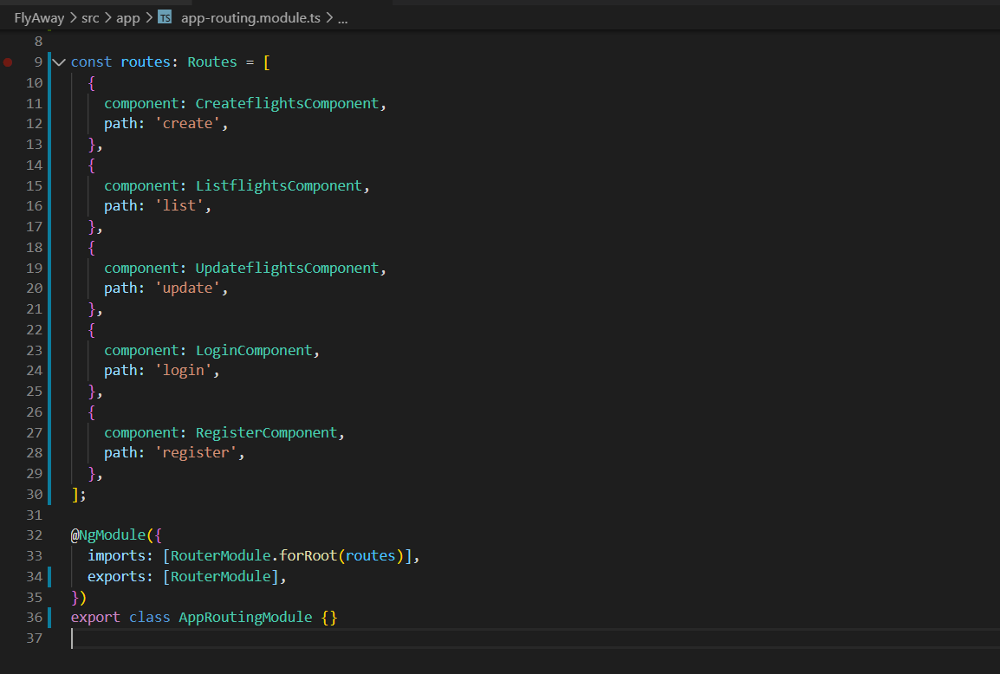 FlyAway > src > app > TS app-routing.module.ts > ...
8
9 const routes: Routes = [
10 {
11 component: CreateflightsComponent,
12 path: 'create',
13 },
14 {
15 component: ListflightsComponent,
16 path: 'list',
17 },
18 {
19 component: UpdateflightsComponent,
20 path: 'update',
21 },
22 {
23 component: LoginComponent,
24 path: 'login',
25 },
26 {
27 component: RegisterComponent,
28 path: 'register',
29 },
30 ];
31
32 @NgModule({
33 imports: [RouterModule.forRoot(routes)],
34 exports: [RouterModule],
35 })
36 export class AppRoutingModule {}
37